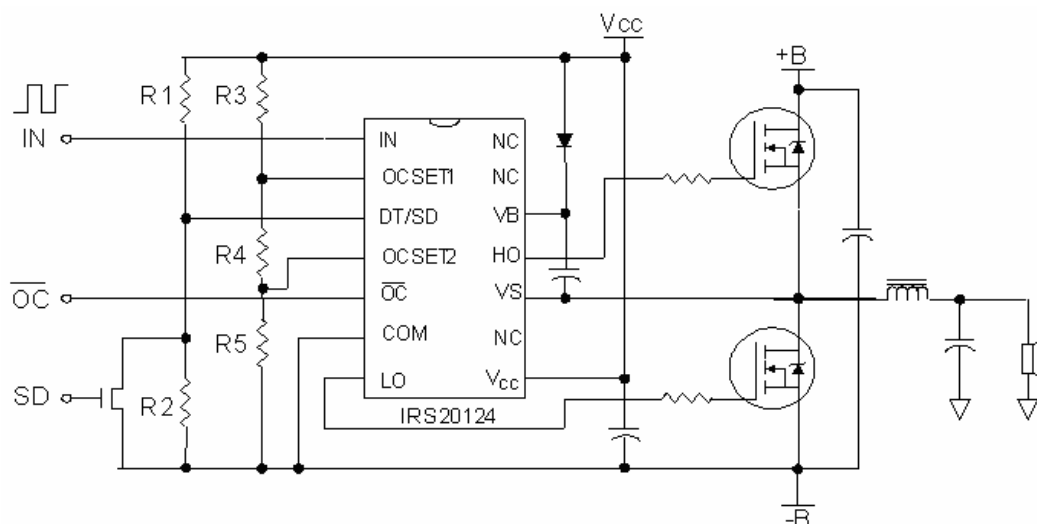 Vcc
+B
R1
R3
IN
IN
NC
OCSET1
NC
DT/SD
VB
R4
OCSET2
HO
OC
OC
VS
COM
NC
R5
LO
Vcc
SD
R2
IRS20124
-B